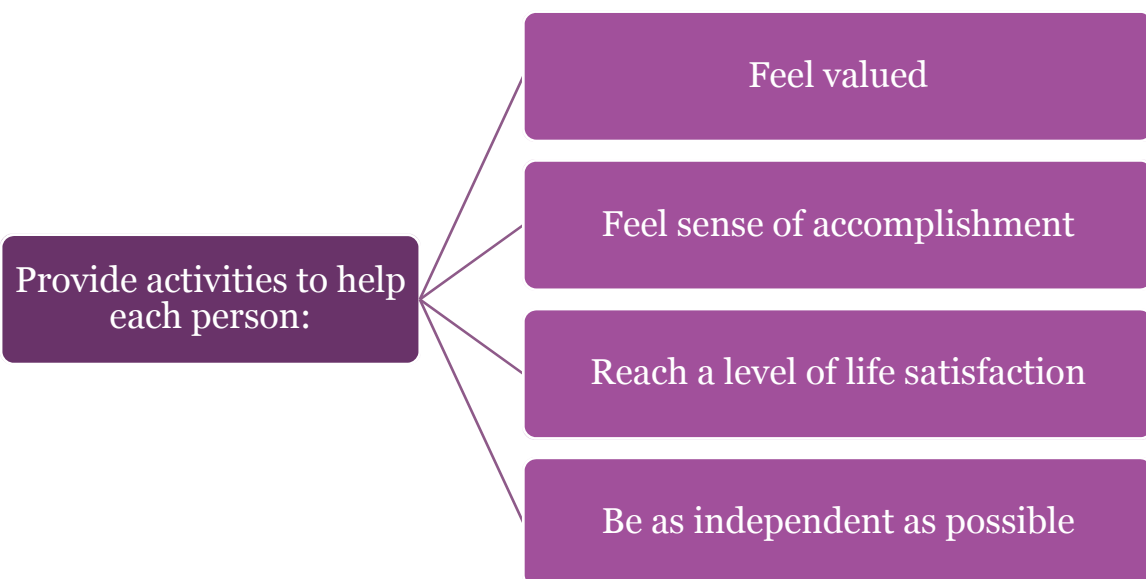 Provide activities to help
each person:
Feel valued
Feel sense of accomplishment
Reach a level of life satisfaction
Be as independent as possible